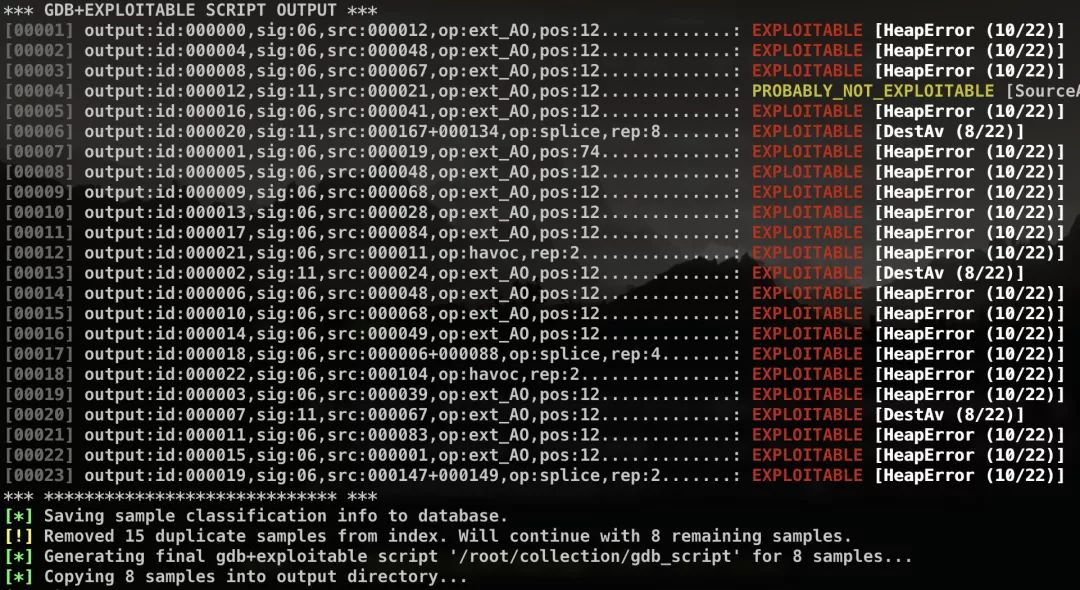 *** GDB+EXPLOITABLE SCRIPT OUTPUT ***
[00001] output:id:000000,sig:06,src:000012,op:ext_AO,pos:12.............: EXPLOITABLE [HeapError (10/22)]
[00002] output:id:000004,sig:06,src:000048,op:ext_AO,pos:12.............: EXPLOITABLE [HeapError (10/22)]
[00003] output:id:000008,sig:06,src:000067,op:ext_AO,pos:12.............: EXPLOITABLE [HeapError (10/22)]
[00004] output:id:000012,sig:11,src:000021,op:ext_AO,pos:12.............: PROBABLY_NOT_EXPLOITABLE [SourceA
[00005] output:id:000016,sig:06,src:000041,op:ext_AO,pos:12.............: EXPLOITABLE [HeapError (10/22)]
[00006] output:id:000020,sig:11,src:000167+000134,op:splice,rep:8.......: EXPLOITABLE [DestAv (8/22)]
[00007] output:id:000001,sig:06,src:000019,op:ext_AO,pos:74.............: EXPLOITABLE [HeapError (10/22)]
[00008] output:id:000005,sig:06,src:000048,op:ext_AO,pos:12.............: EXPLOITABLE [HeapError (10/22)]
[00009] output:id:000009,sig:06,src:000068,op:ext_AO,pos:12.............: EXPLOITABLE [HeapError (10/22)]
[00010] output:id:000013,sig:06,src:000028,op:ext_AO,pos:12.............: EXPLOITABLE [HeapError (10/22)]
[00011] output:id:000017,sig:06,src:000084,op:ext_AO,pos:12.............: EXPLOITABLE [HeapError (10/22)]
[00012] output:id:000021,sig:06,src:000011,op:havoc,rep:2...............: EXPLOITABLE [HeapError (10/22)]
[00013] output:id:000002,sig:11,src:000024,op:ext_AO,pos:12.............: EXPLOITABLE [DestAv (8/22)]
[00014] output:id:000006,sig:06,src:000048,op:ext_AO,pos:12.............: EXPLOITABLE [HeapError (10/22)]
[00015] output:id:000010,sig:06,src:000068,op:ext_AO,pos:12.............: EXPLOITABLE [HeapError (10/22)]
[00016] output:id:000014,sig:06,src:000049,op:ext_AO,pos:12.............: EXPLOITABLE [HeapError (10/22)]
[00017] output:id:000018,sig:06,src:000006+000088,op:splice,rep:4.......: EXPLOITABLE [HeapError (10/22)]
[00018] output:id:000022,sig:06,src:000104,op:havoc,rep:2...............: EXPLOITABLE [HeapError (10/22)]
[00019] output:id:000003,sig:06,src:000039,op:ext_AO,pos:12.............: EXPLOITABLE [HeapError (10/22)]
[00020] output:id:000007,sig:11,src:000067,op:ext_AO,pos:12.............: EXPLOITABLE [DestAv (8/22)]
[00021] output:id:000011,sig:06,src:000083,op:ext_AO,pos:12.............: EXPLOITABLE [HeapError (10/22)]
[00022] output:id:000015,sig:06,src:000001,op:ext_AO,pos:12.............: EXPLOITABLE [HeapError (10/22)]
[00023] output:id:000019,sig:06,src:000147+000149,op:splice,rep:2.......: EXPLOITABLE [HeapError (10/22)]
*** ***************************** ***
[*] Saving sample classification info to database.
[!] Removed 15 duplicate samples from index. Will continue with 8 remaining samples.
[*] Generating final gdb+exploitable script '/root/collection/gdb_script' for 8 samples...
[*] Copying 8 samples into output directory...